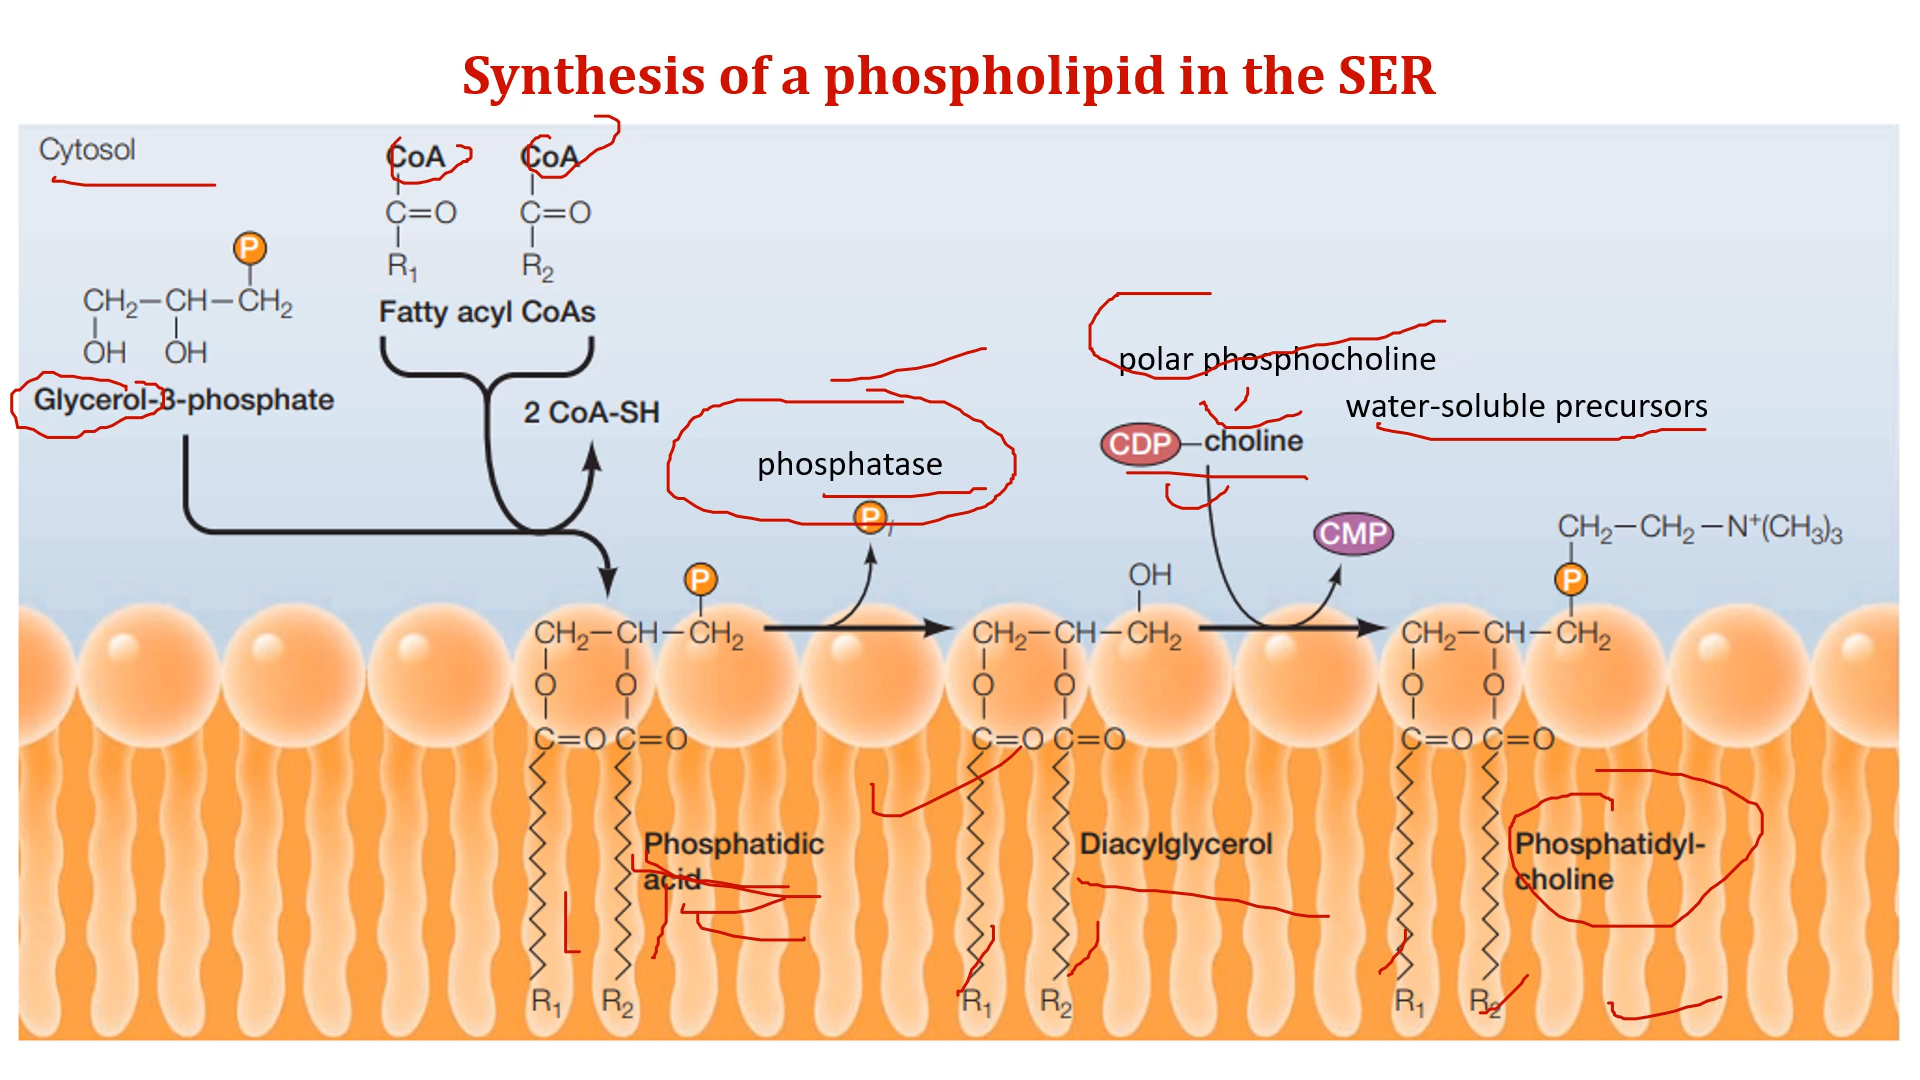 Synthesis of a phospholipid in the SER
Cytosol
CoA CoA
C=O C=O
R1 R2
Fatty acyl CoAs
P
CH2—CH—CH2
OH OH
Glycerol-3-phosphate
2 CoA-SH
phosphatase
Pi
polar phosphocholine
water-soluble precursors
CDP—choline
CMP
P
CH2—CH—CH2
O O
C=O C=O
Phosphatidic
acid
R1 R2
OH
CH2—CH—CH2
O O
C=O C=O
Diacylglycerol
R1 R2
CH2—CH2—N+(CH3)3
P
CH2—CH—CH2
O O
C=O C=O
Phosphatidyl-
choline
R1 R2